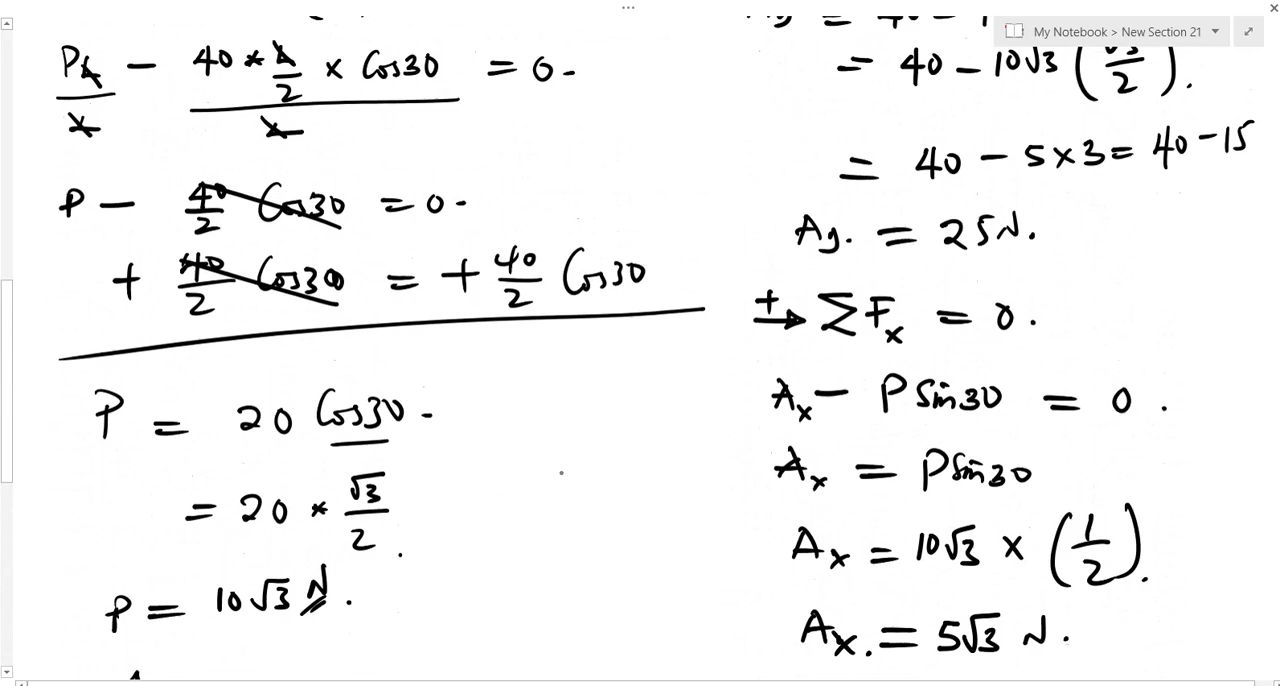 PL/L - 40 * L/2 × Cos30/L = 0.
P - 40/2 Cos30 = 0.
+ 40/2 Cos30 = + 40/2 Cos30
P = 20 Cos30.
= 20 * √3/2.
P = 10√3 N.
My Notebook > New Section 21
= 40 - 10√3 (√3/2).
= 40 - 5×3 = 40 - 15
Ay. = 25N.
+→ ΣFx = 0.
Ax - P Sin30 = 0.
Ax = P Sin30
Ax = 10√3 × (1/2).
Ax. = 5√3 N.